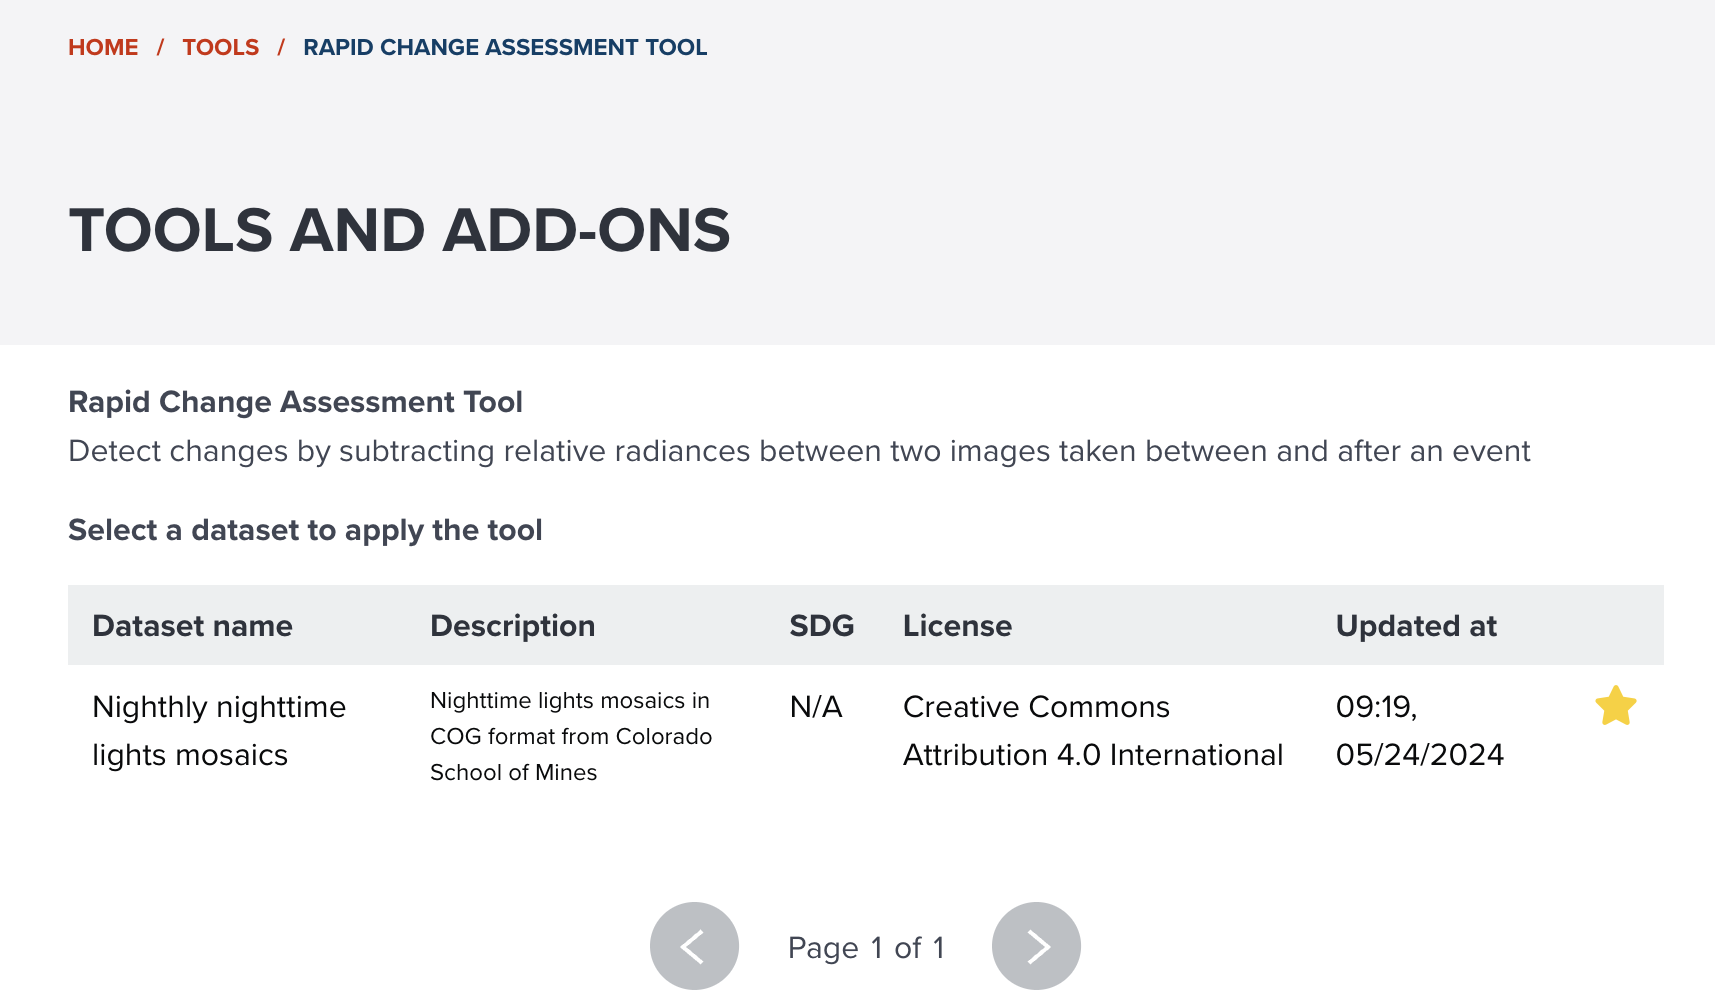 HOME / TOOLS / RAPID CHANGE ASSESSMENT TOOL
TOOLS AND ADD-ONS
Rapid Change Assessment Tool
Detect changes by subtracting relative radiances between two images taken between and after an event
Select a dataset to apply the tool
Dataset name Description SDG License Updated at
Nighthly nighttime
lights mosaics
Nighttime lights mosaics in
COG format from Colorado
School of Mines
N/A
Creative Commons
Attribution 4.0 International
09:19,
05/24/2024
Page 1 of 1